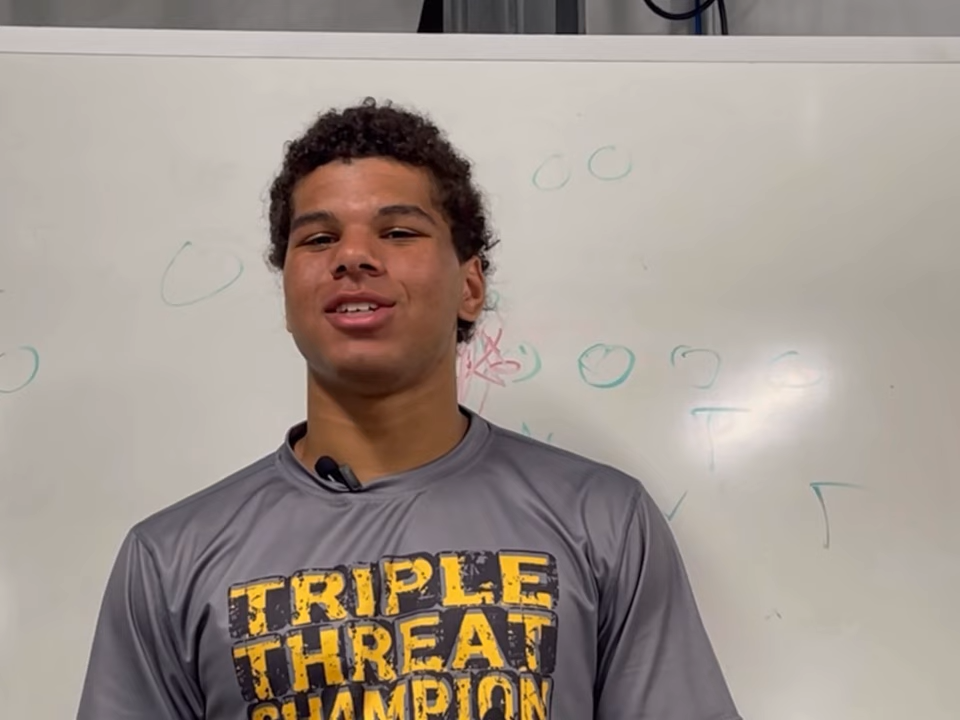 TRIPLE
THREAT
CHAMPION
O O
O
O O O O
T
T